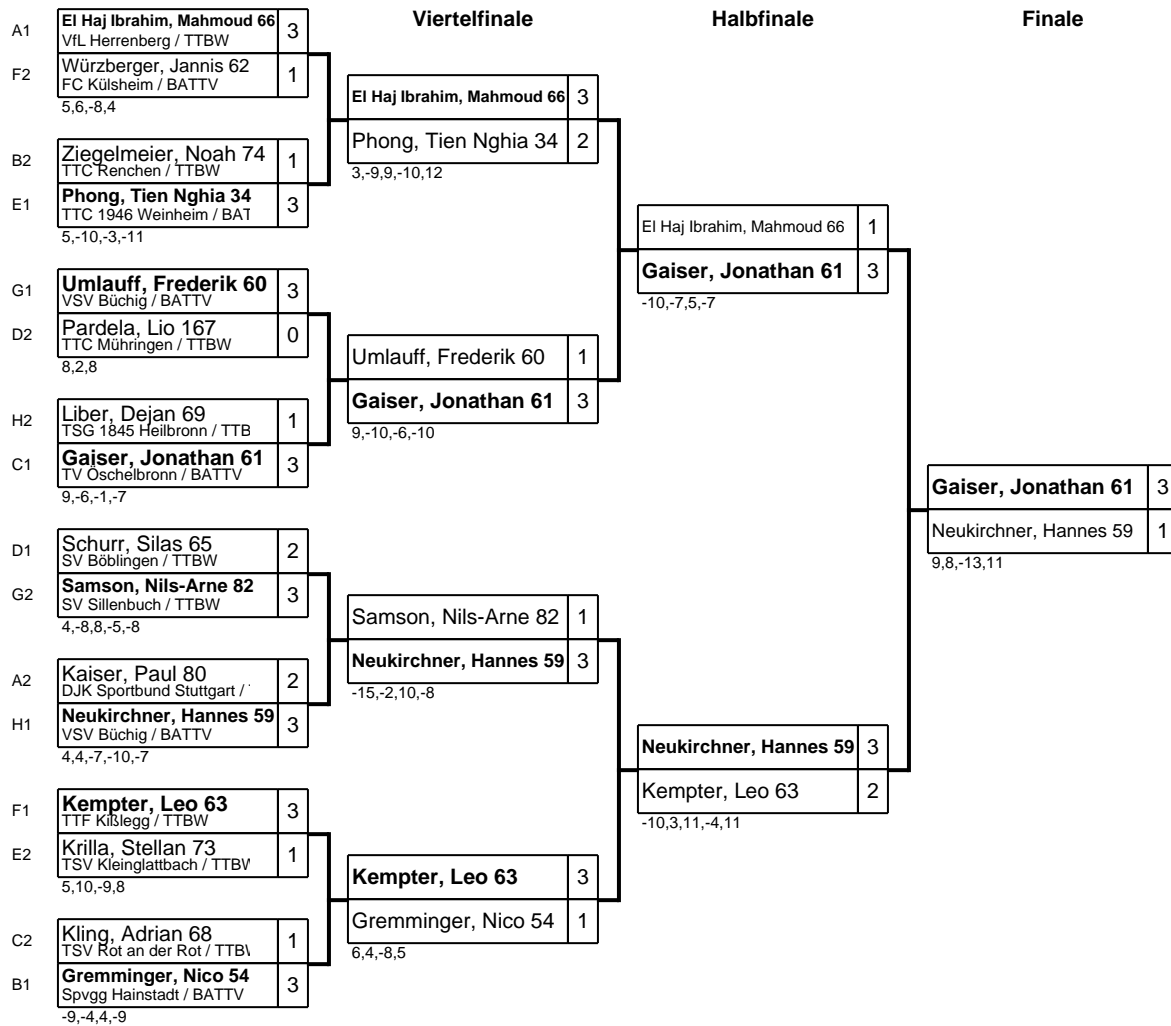 Viertelfinale
Halbfinale
Finale
A1
El Haj Ibrahim, Mahmoud 66 3
VfL Herrenberg / TTBW
F2
Würzberger, Jannis 62 1
FC Külsheim / BATTV
5,6,-8,4
B2
Ziegelmeier, Noah 74 1
TTC Renchen / TTBW
E1
Phong, Tien Nghia 34 3
TTC 1946 Weinheim / BAT
5,-10,-3,-11
G1
Umlauff, Frederik 60 3
VSV Büchig / BATTV
D2
Pardela, Lio 167 0
TTC Mühringen / TTBW
8,2,8
H2
Liber, Dejan 69 1
TSG 1845 Heilbronn / TTB
C1
Gaiser, Jonathan 61 3
TV Öschelbronn / BATTV
9,-6,-1,-7
D1
Schurr, Silas 65 2
SV Böblingen / TTBW
G2
Samson, Nils-Arne 82 3
SV Sillenbuch / TTBW
4,-8,8,-5,-8
A2
Kaiser, Paul 80 2
DJK Sportbund Stuttgart /
H1
Neukirchner, Hannes 59 3
VSV Büchig / BATTV
4,4,-7,-10,-7
F1
Kempter, Leo 63 3
TTF Kißlegg / TTBW
E2
Krilla, Stellan 73 1
TSV Kleinglattbach / TTBW
5,10,-9,8
C2
Kling, Adrian 68 1
TSV Rot an der Rot / TTBW
B1
Gremminger, Nico 54 3
Spvgg Hainstadt / BATTV
-9,-4,4,-9
El Haj Ibrahim, Mahmoud 66 3
Phong, Tien Nghia 34 2
3,-9,9,-10,12
Umlauff, Frederik 60 1
Gaiser, Jonathan 61 3
9,-10,-6,-10
Samson, Nils-Arne 82 1
Neukirchner, Hannes 59 3
-15,-2,10,-8
Kempter, Leo 63 3
Gremminger, Nico 54 1
6,4,-8,5
El Haj Ibrahim, Mahmoud 66 1
Gaiser, Jonathan 61 3
-10,-7,5,-7
Neukirchner, Hannes 59 3
Kempter, Leo 63 2
-10,3,11,-4,11
Gaiser, Jonathan 61 3
Neukirchner, Hannes 59 1
9,8,-13,11